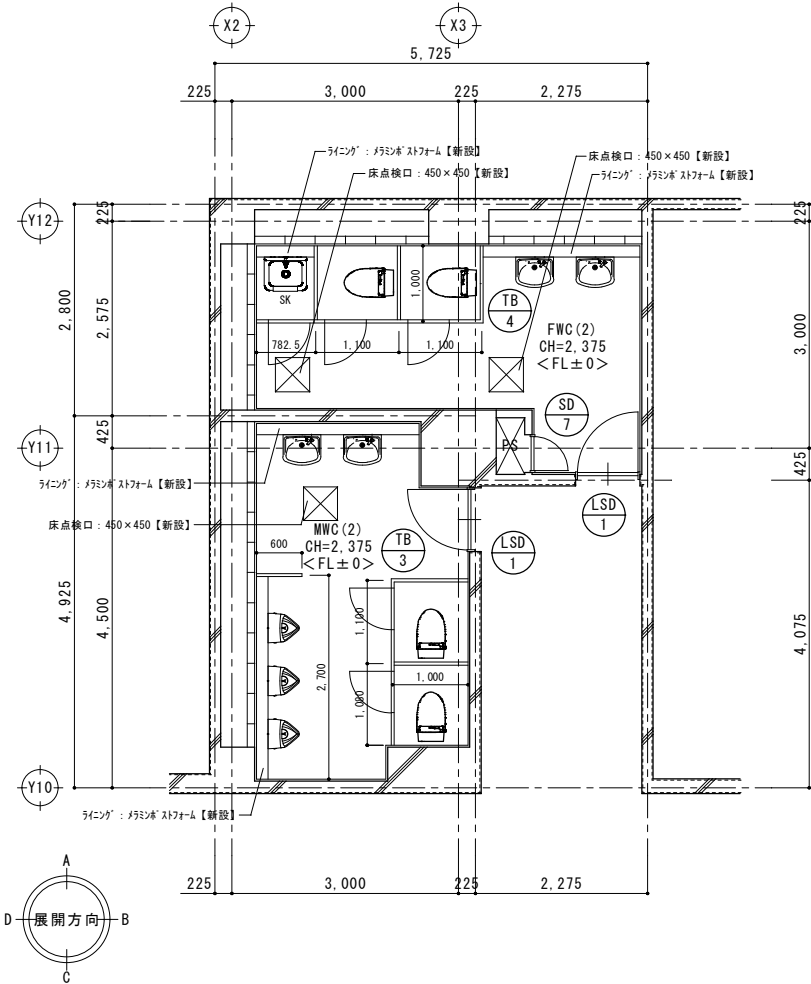 X2
X3
5,725
225
3,000
225
2,275
ﾗｲﾆﾝｸﾞ：ﾒﾗﾐﾝﾎﾟｽﾄﾌｫｰﾑ【新設】
床点検口：450×450【新設】
床点検口：450×450【新設】
ﾗｲﾆﾝｸﾞ：ﾒﾗﾐﾝﾎﾟｽﾄﾌｫｰﾑ【新設】
Y12
225
225
2,800
2,575
3,000
SK
1,000
TB
4
FWC(2)
CH=2,375
<FL±0>
782.5
1,100
1,100
SD
7
Y11
425
425
PS
ﾗｲﾆﾝｸﾞ：ﾒﾗﾐﾝﾎﾟｽﾄﾌｫｰﾑ【新設】
床点検口：450×450【新設】
LSD
1
MWC(2)
CH=2,375
<FL±0>
TB
3
LSD
1
600
4,925
4,500
4,075
1,100
2,700
1,000
1,000
Y10
ﾗｲﾆﾝｸﾞ：ﾒﾗﾐﾝﾎﾟｽﾄﾌｫｰﾑ【新設】
225
3,000
225
2,275
A
D
展開方向
B
C